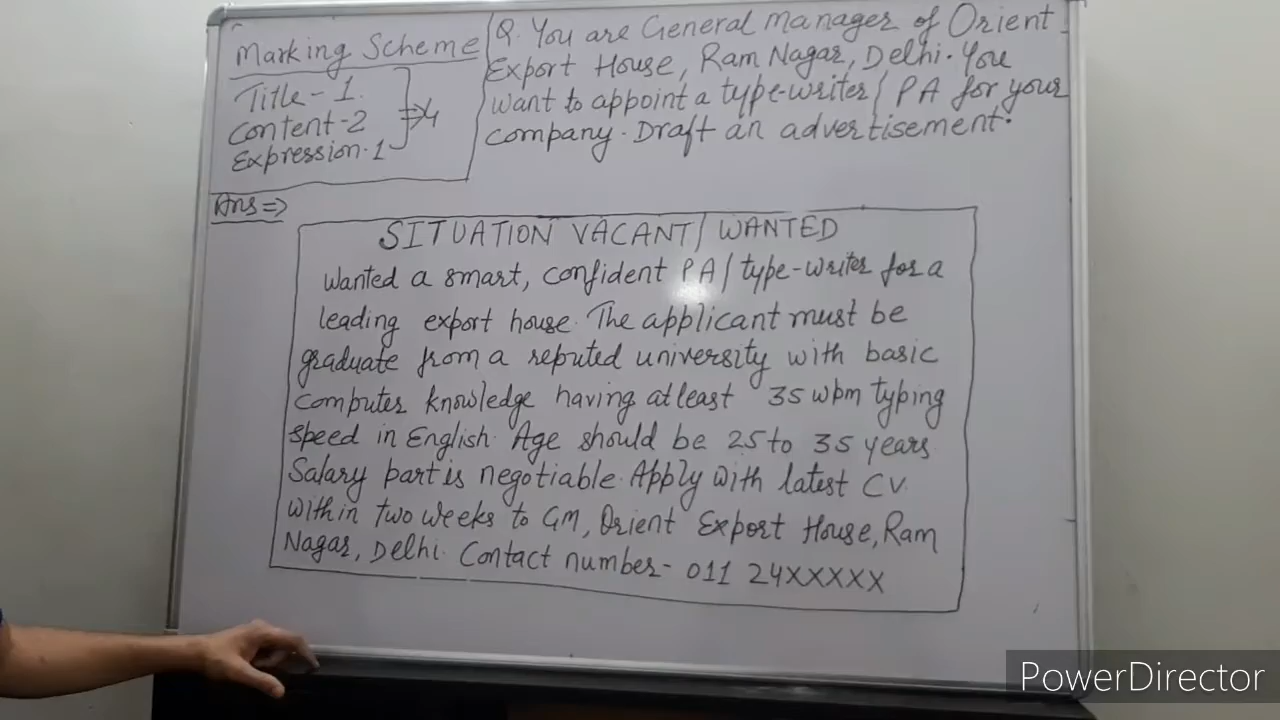 Marking Scheme
Title - 1.
Content - 2
Expression. 1
⇒ 4
Q. You are General Manager of Orient
Export House, Ram Nagar, Delhi. You
want to appoint a type-writer / PA for your
company. Draft an advertisement.
Ans ⇒
SITUATION VACANT / WANTED
Wanted a smart, confident PA / type-writer for a
leading export house. The applicant must be
graduate from a reputed university with basic
computer knowledge having at least 35 wpm typing
speed in English. Age should be 25 to 35 years.
Salary part is negotiable. Apply with latest CV.
within two weeks to GM, Orient Export House, Ram
Nagar, Delhi. Contact number - 011 24XXXXX
PowerDirector